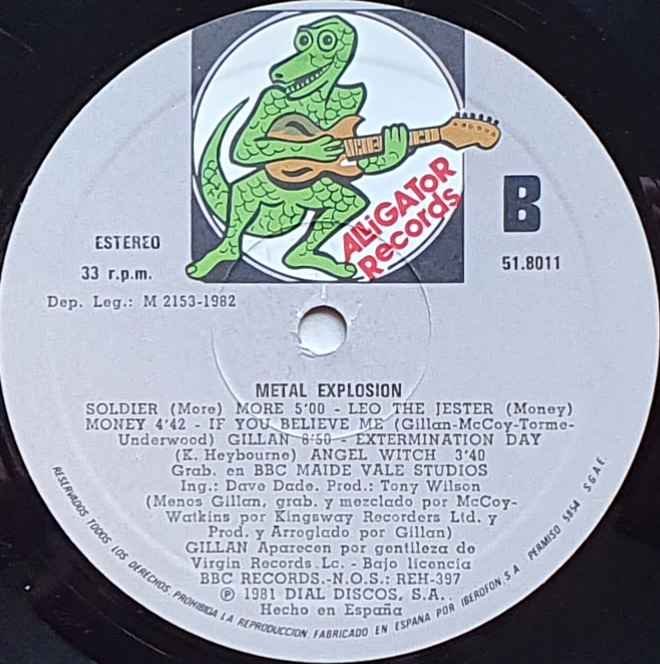 ALLiGAToR
Records
B
ESTEREO
33 r.p.m.
51.8011
Dep. Leg.: M 2153-1982
METAL EXPLOSION
SOLDIER (More) MORE 5'00 - LEO THE JESTER (Money)
MONEY 4'42 - IF YOU BELIEVE ME (Gillan-McCoy-Torme-
Underwood) GILLAN 8'50 - EXTERMINATION DAY
(K. Heybourne) ANGEL WITCH 3'40
Grab. en BBC MAIDE VALE STUDIOS
Ing.: Dave Dade. Prod.: Tony Wilson
(Menos Gillan, grab. y mezclado por McCoy-
Watkins por Kingsway Recorders Ltd. y
Prod. y Arroglado por Gillan)
GILLAN Aparecen por gentileza de
Virgin Records Lc. - Bajo licencia
BBC RECORDS.-N.O.S.: REH-397
Ⓟ 1981 DIAL DISCOS, S.A..
Hecho en España
RESERVADOS TODOS LOS DERECHOS. PROHIBIDA LA REPRODUCCION. FABRICADO EN ESPAÑA POR IBEROFON, S.A. PERMISO 5854 S.G.A.E.